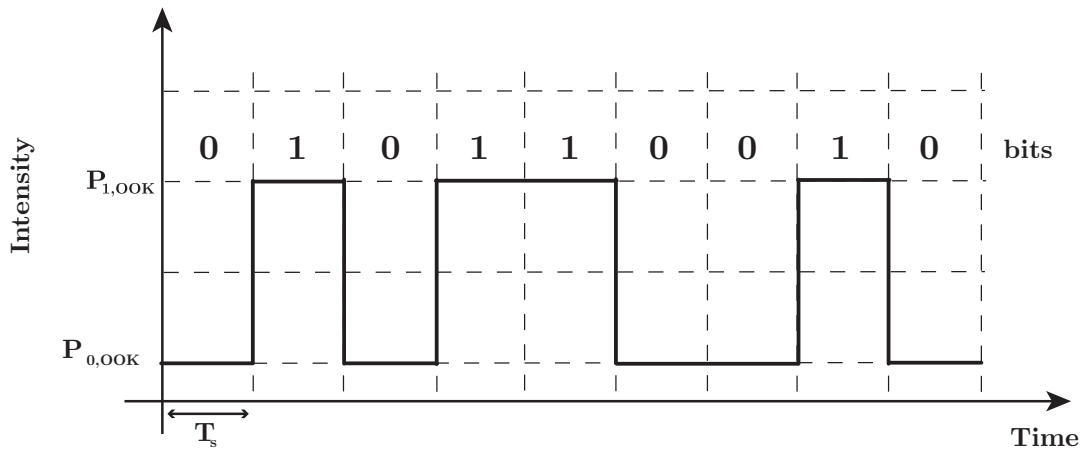 0 1 0 1 1 0 0 1 0 bits
Intensity
P1,OOK
P0,OOK
Ts
Time